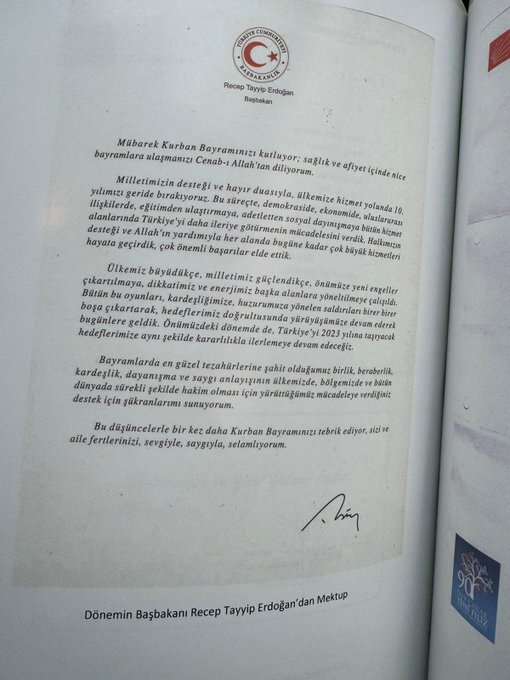 TÜRKİYE CUMHURİYETİ
BAŞBAKANLIK
Recep Tayyip Erdoğan
Başbakan
Mübarek Kurban Bayramınızı kutluyor; sağlık ve afiyet içinde nice
bayramlara ulaşmanızı Cenab-ı Allah'tan diliyorum.
Milletimizin desteği ve hayır duasıyla, ülkemize hizmet yolunda 10.
yılımızı geride bırakıyoruz. Bu süreçte, demokraside, ekonomide, uluslararası
ilişkilerde, eğitimden ulaştırmaya, adaletten sosyal dayanışmaya bütün hizmet
alanlarında Türkiye'yi daha ileriye götürmenin mücadelesini verdik. Halkımızın
desteği ve Allah'ın yardımıyla her alanda bugüne kadar çok büyük hizmetleri
hayata geçirdik, çok önemli başarılar elde ettik.
Ülkemiz büyüdükçe, milletimiz güçlendikçe, önümüze yeni engeller
çıkartılmaya, dikkatimiz ve enerjimiz başka alanlara yöneltilmeye çalışıldı.
Bütün bu oyunları, kardeşliğimize, huzurumuza yönelen saldırıları birer birer
boşa çıkartarak, hedeflerimiz doğrultusunda yürüyüşümüze devam ederek
bugünlere geldik. Önümüzdeki dönemde de, Türkiye'yi 2023 yılına taşıyacak
hedeflerimize aynı şekilde kararlılıkla ilerlemeye devam edeceğiz.
Bayramlarda en güzel tezahürlerine şahit olduğumuz birlik, beraberlik,
kardeşlik, dayanışma ve saygı anlayışının ülkemizde, bölgemizde ve bütün
dünyada sürekli şekilde hakim olması için yürüttüğümüz mücadeleye verdiğiniz
destek için şükranlarımı sunuyorum.
Bu düşüncelerle bir kez daha Kurban Bayramınızı tebrik ediyor, sizi ve
aile fertlerinizi, sevgiyle, saygıyla, selamlıyorum.
Dönemin Başbakanı Recep Tayyip Erdoğan'dan Mektup